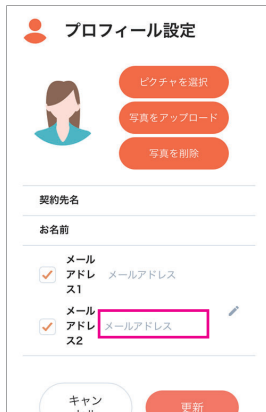 プロフィール設定
ピクチャを選択
写真をアップロード
写真を削除
契約先名
お名前
メール
アドレ
ス1
メールアドレス
メール
アドレ
ス2
メールアドレス
キャン
更新